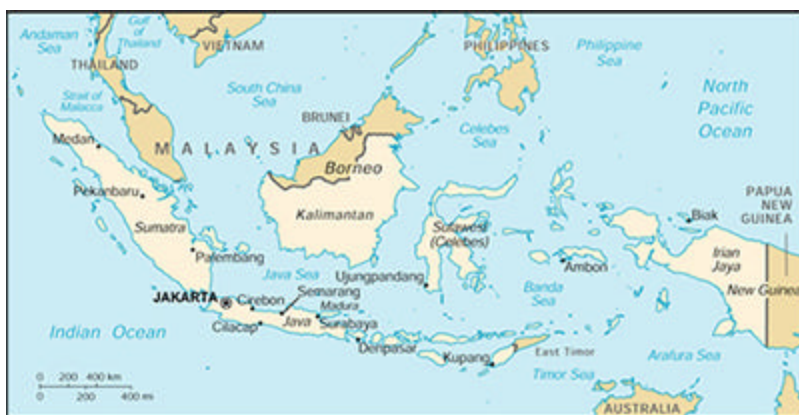 Andaman
Sea
Gulf
of
Thailand
VIETNAM
THAILAND
PHILIPPINES
Philippine
Sea
Strait of
Malacca
South China
Sea
North
Pacific
Ocean
BRUNEI
Celebes
Sea
Medan
MALAYSIA
Borneo
Pekanbaru
Kalimantan
PAPUA
NEW
GUINEA
Sumatra
Sulawesi
(Celebes)
Biak
Irian
Jaya
Palembang
Java Sea
Ujungpandang
Ambon
Semarang
Banda
Sea
New Guinea
JAKARTA
Cirebon
Madura
Indian Ocean
Cilacap
Java
Surabaya
Denpasar
Kupang
East Timor
Arafura Sea
Timor Sea
0 200 400 km
0 200 400 mi
AUSTRALIA